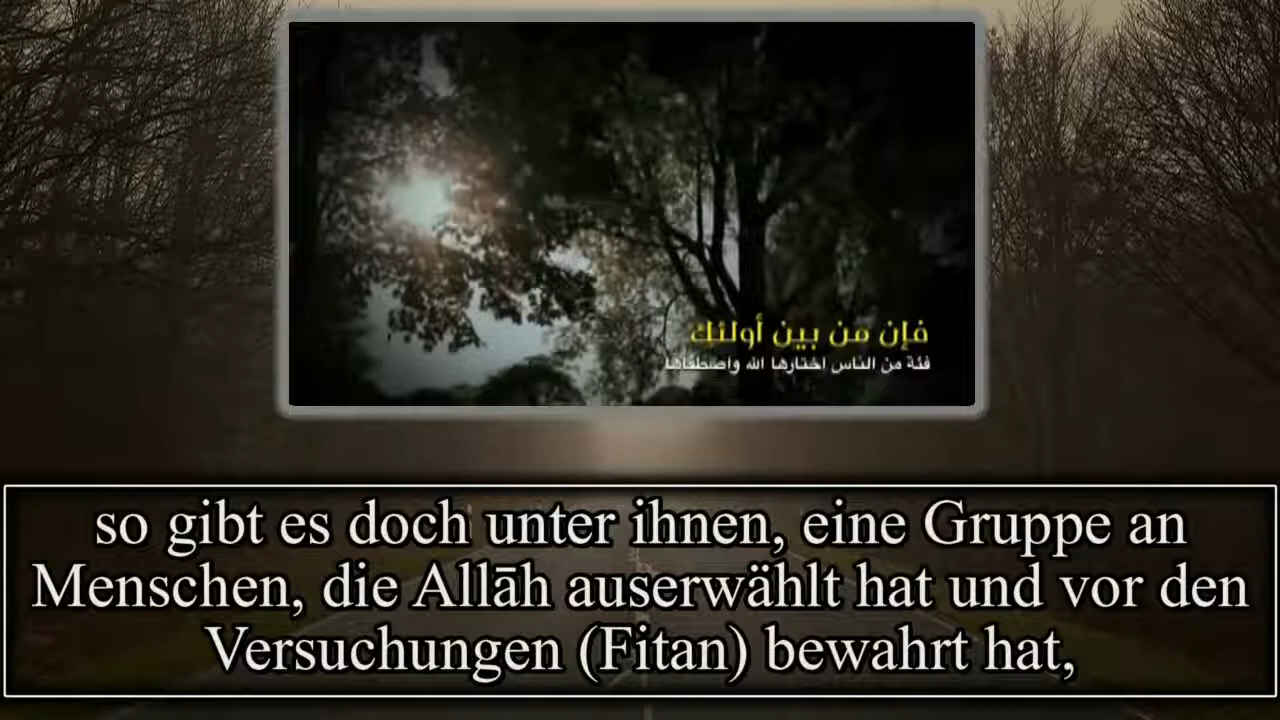 فإن من بين أولئك
فئة من الناس اختارها الله واصطفاها
so gibt es doch unter ihnen, eine Gruppe an
Menschen, die Allāh auserwählt hat und vor den
Versuchungen (Fitan) bewahrt hat,